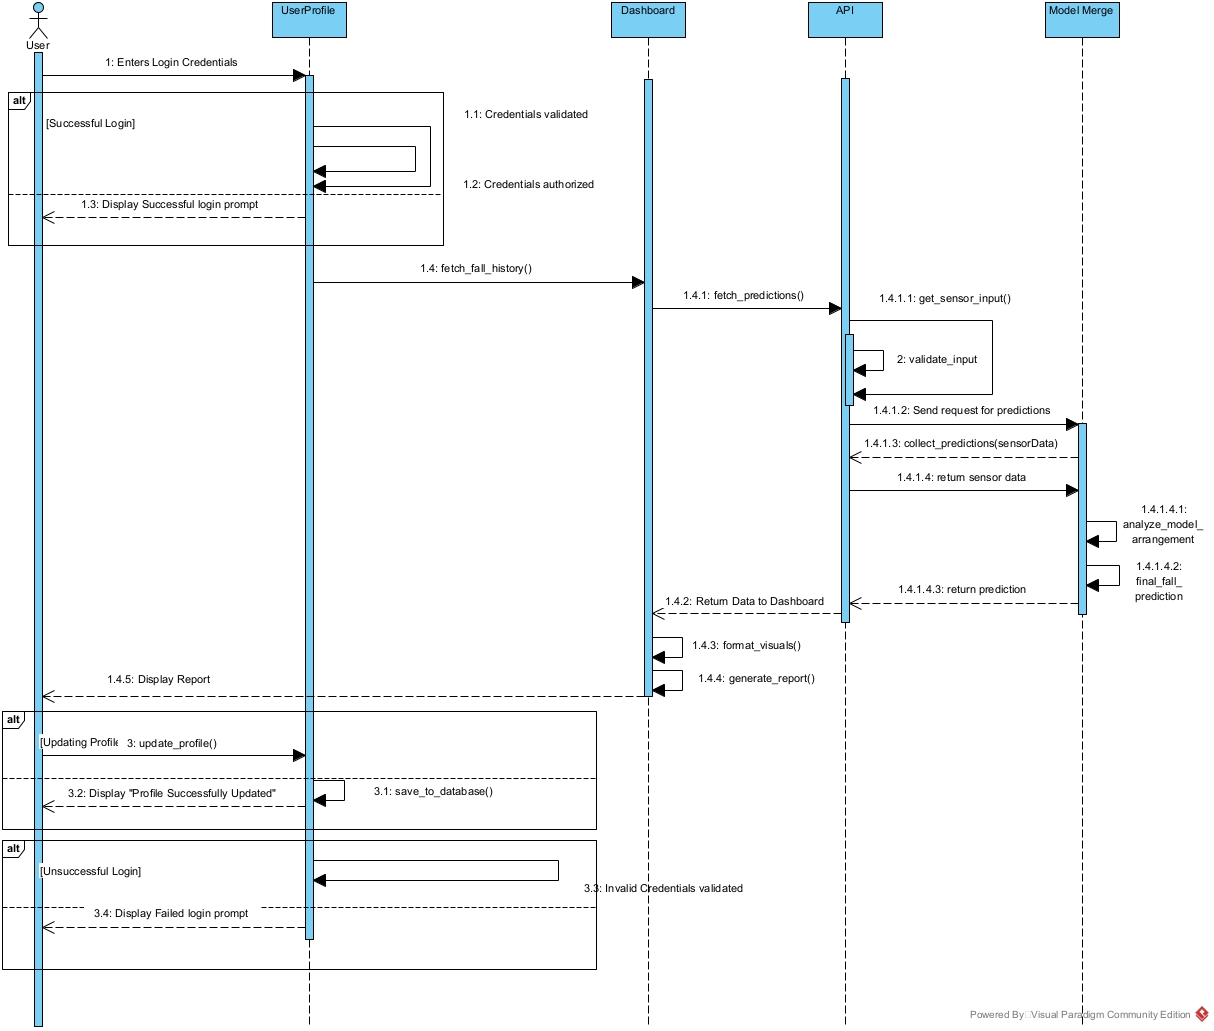 User
UserProfile
Dashboard
API
Model Merge
1: Enters Login Credentials
alt
[Successful Login]
1.1: Credentials validated
1.2: Credentials authorized
1.3: Display Successful login prompt
1.4: fetch_fall_history()
1.4.1: fetch_predictions()
1.4.1.1: get_sensor_input()
2: validate_input
1.4.1.2: Send request for predictions
1.4.1.3: collect_predictions(sensorData)
1.4.1.4: return sensor data
1.4.1.4.1:
analyze_model_
arrangement
1.4.1.4.2:
final_fall_
prediction
1.4.1.4.3: return prediction
1.4.2: Return Data to Dashboard
1.4.3: format_visuals()
1.4.4: generate_report()
1.4.5: Display Report
alt
[Updating Profile
3: update_profile()
3.1: save_to_database()
3.2: Display "Profile Successfully Updated"
alt
[Unsuccessful Login]
3.3: Invalid Credentials validated
3.4: Display Failed login prompt
Powered By Visual Paradigm Community Edition